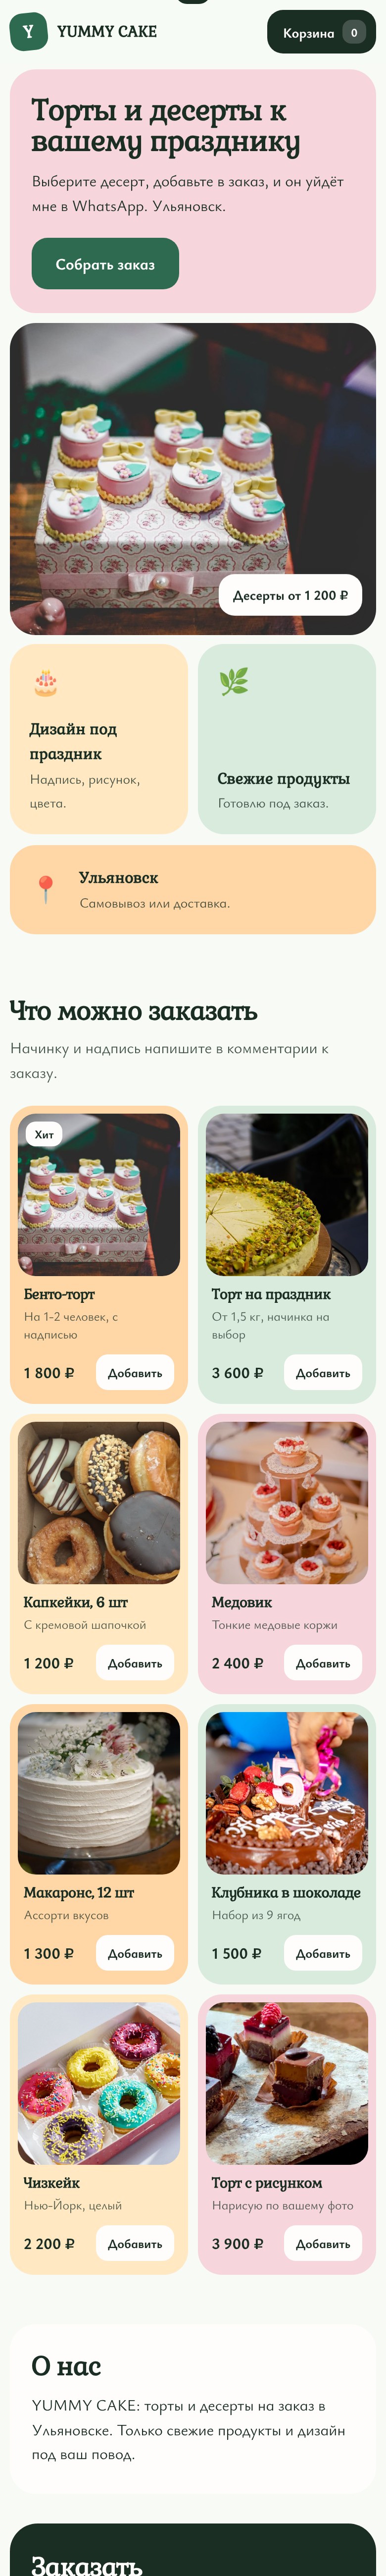 Y YUMMY CAKE
Корзина 0
Торты и десерты к
вашему празднику
Выберите десерт, добавьте в заказ, и он уйдёт
мне в WhatsApp. Ульяновск.
Собрать заказ
Десерты от 1 200 ₽
Дизайн под
праздник
Надпись, рисунок,
цвета.
Свежие продукты
Готовлю под заказ.
Ульяновск
Самовывоз или доставка.
Что можно заказать
Начинку и надпись напишите в комментарии к
заказу.
Хит
Бенто-торт
На 1-2 человек, с
надписью
1 800 ₽ Добавить
Торт на праздник
От 1,5 кг, начинка на
выбор
3 600 ₽ Добавить
Капкейки, 6 шт
С кремовой шапочкой
1 200 ₽ Добавить
Медовик
Тонкие медовые коржи
2 400 ₽ Добавить
Макаронс, 12 шт
Ассорти вкусов
1 300 ₽ Добавить
5
Клубника в шоколаде
Набор из 9 ягод
1 500 ₽ Добавить
Чизкейк
Нью-Йорк, целый
2 200 ₽ Добавить
Торт с рисунком
Нарисую по вашему фото
3 900 ₽ Добавить
О нас
YUMMY CAKE: торты и десерты на заказ в
Ульяновске. Только свежие продукты и дизайн
под ваш повод.
Заказать